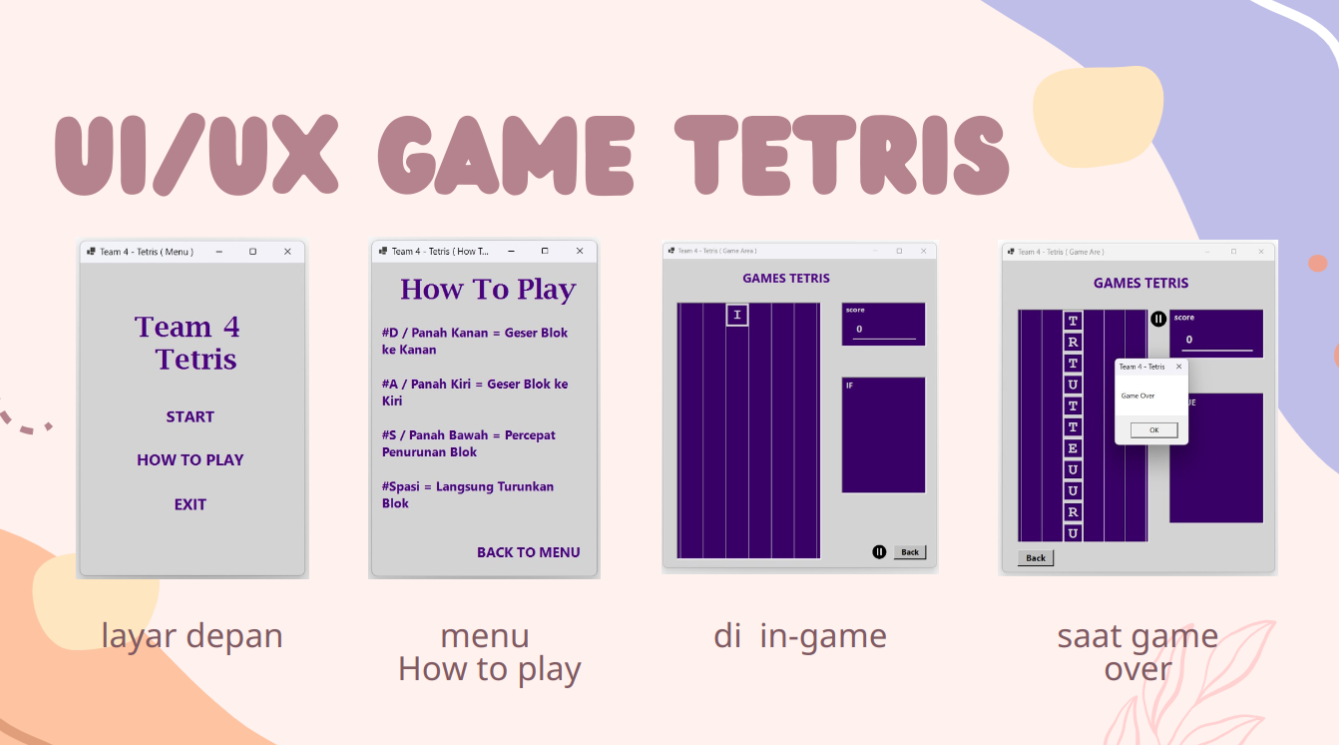 UI/UX GAME TETRIS
Team 4 - Tetris ( Menu )
Team 4
Tetris
START
HOW TO PLAY
EXIT
layar depan
Team 4 - Tetris ( How T...
How To Play
#D / Panah Kanan = Geser Blok
ke Kanan
#A / Panah Kiri = Geser Blok ke
Kiri
#S / Panah Bawah = Percepat
Penurunan Blok
#Spasi = Langsung Turunkan
Blok
BACK TO MENU
menu
How to play
Team 4 - Tetris ( Game Area )
GAMES TETRIS
I
score
0
IF
Back
di in-game
Team 4 - Tetris ( Game Are )
GAMES TETRIS
T
R
T
U
T
T
E
U
U
R
U
score
0
UE
Team 4 - Tetris
Game Over
OK
Back
saat game
over